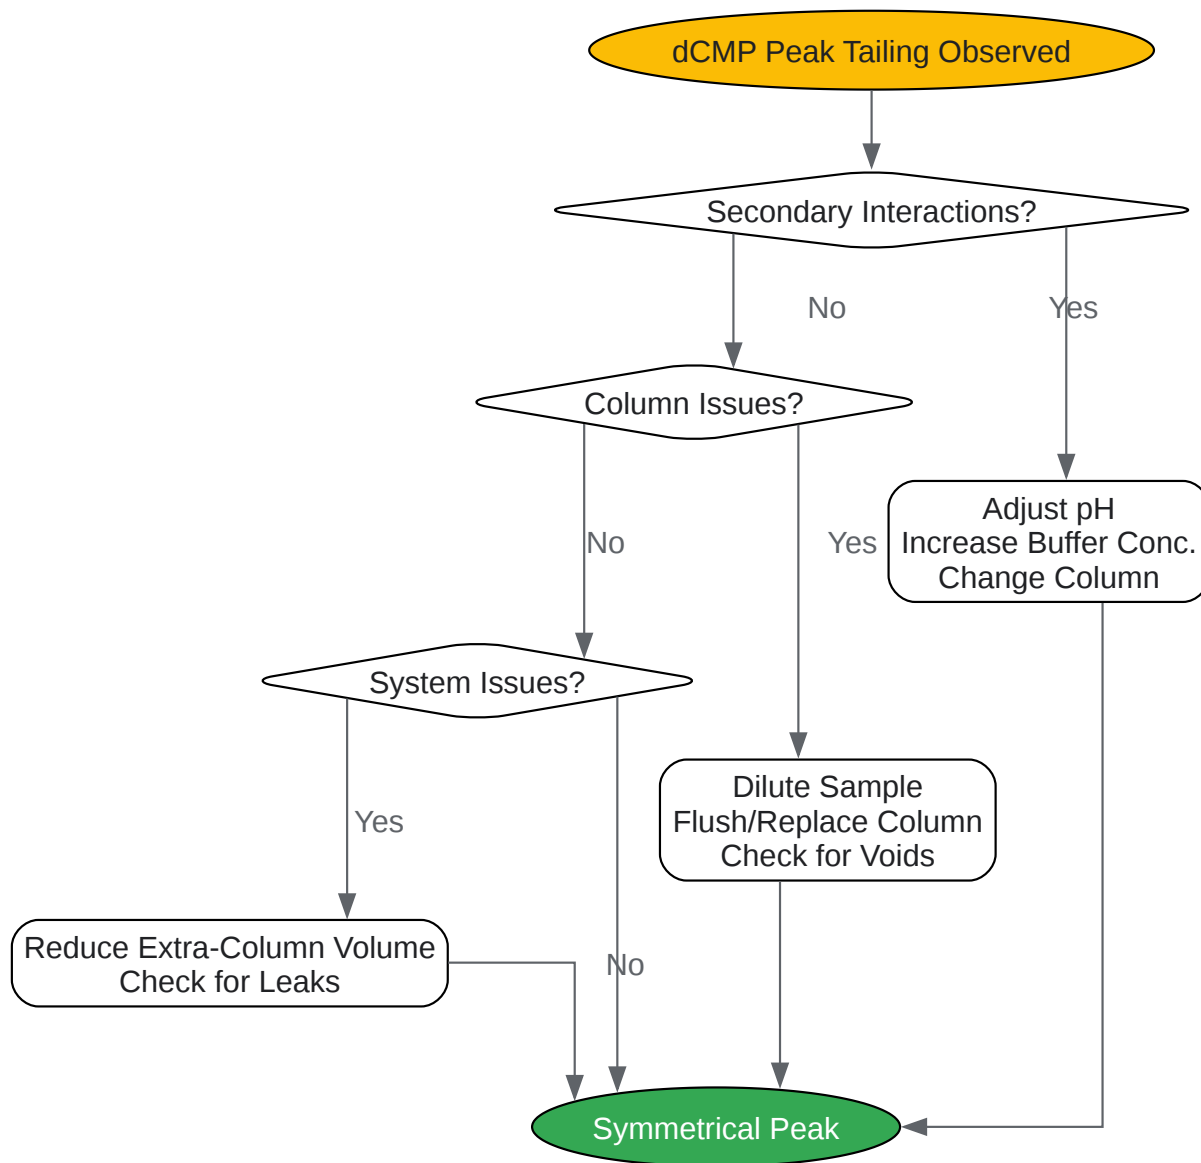 dCMP Peak Tailing Observed
Secondary Interactions?
No
Yes
Column Issues?
Adjust pH
Increase Buffer Conc.
Change Column
No
Yes
System Issues?
Dilute Sample
Flush/Replace Column
Check for Voids
Yes
Reduce Extra-Column Volume
Check for Leaks
No
Symmetrical Peak